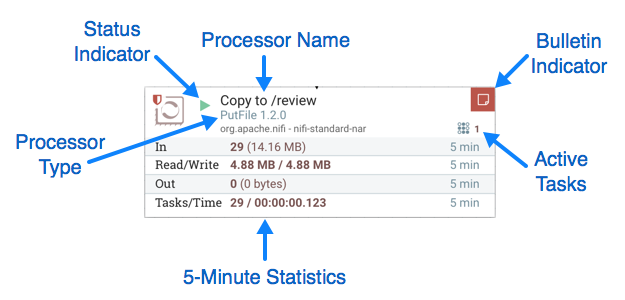 Status
Indicator
Processor Name
Bulletin
Indicator
Copy to /review
PutFile 1.2.0
org.apache.nifi - nifi-standard-nar
1
Processor
Type
In 29 (14.16 MB) 5 min
Read/Write 4.88 MB / 4.88 MB 5 min
Out 0 (0 bytes) 5 min
Tasks/Time 29 / 00:00:00.123 5 min
Active
Tasks
5-Minute Statistics